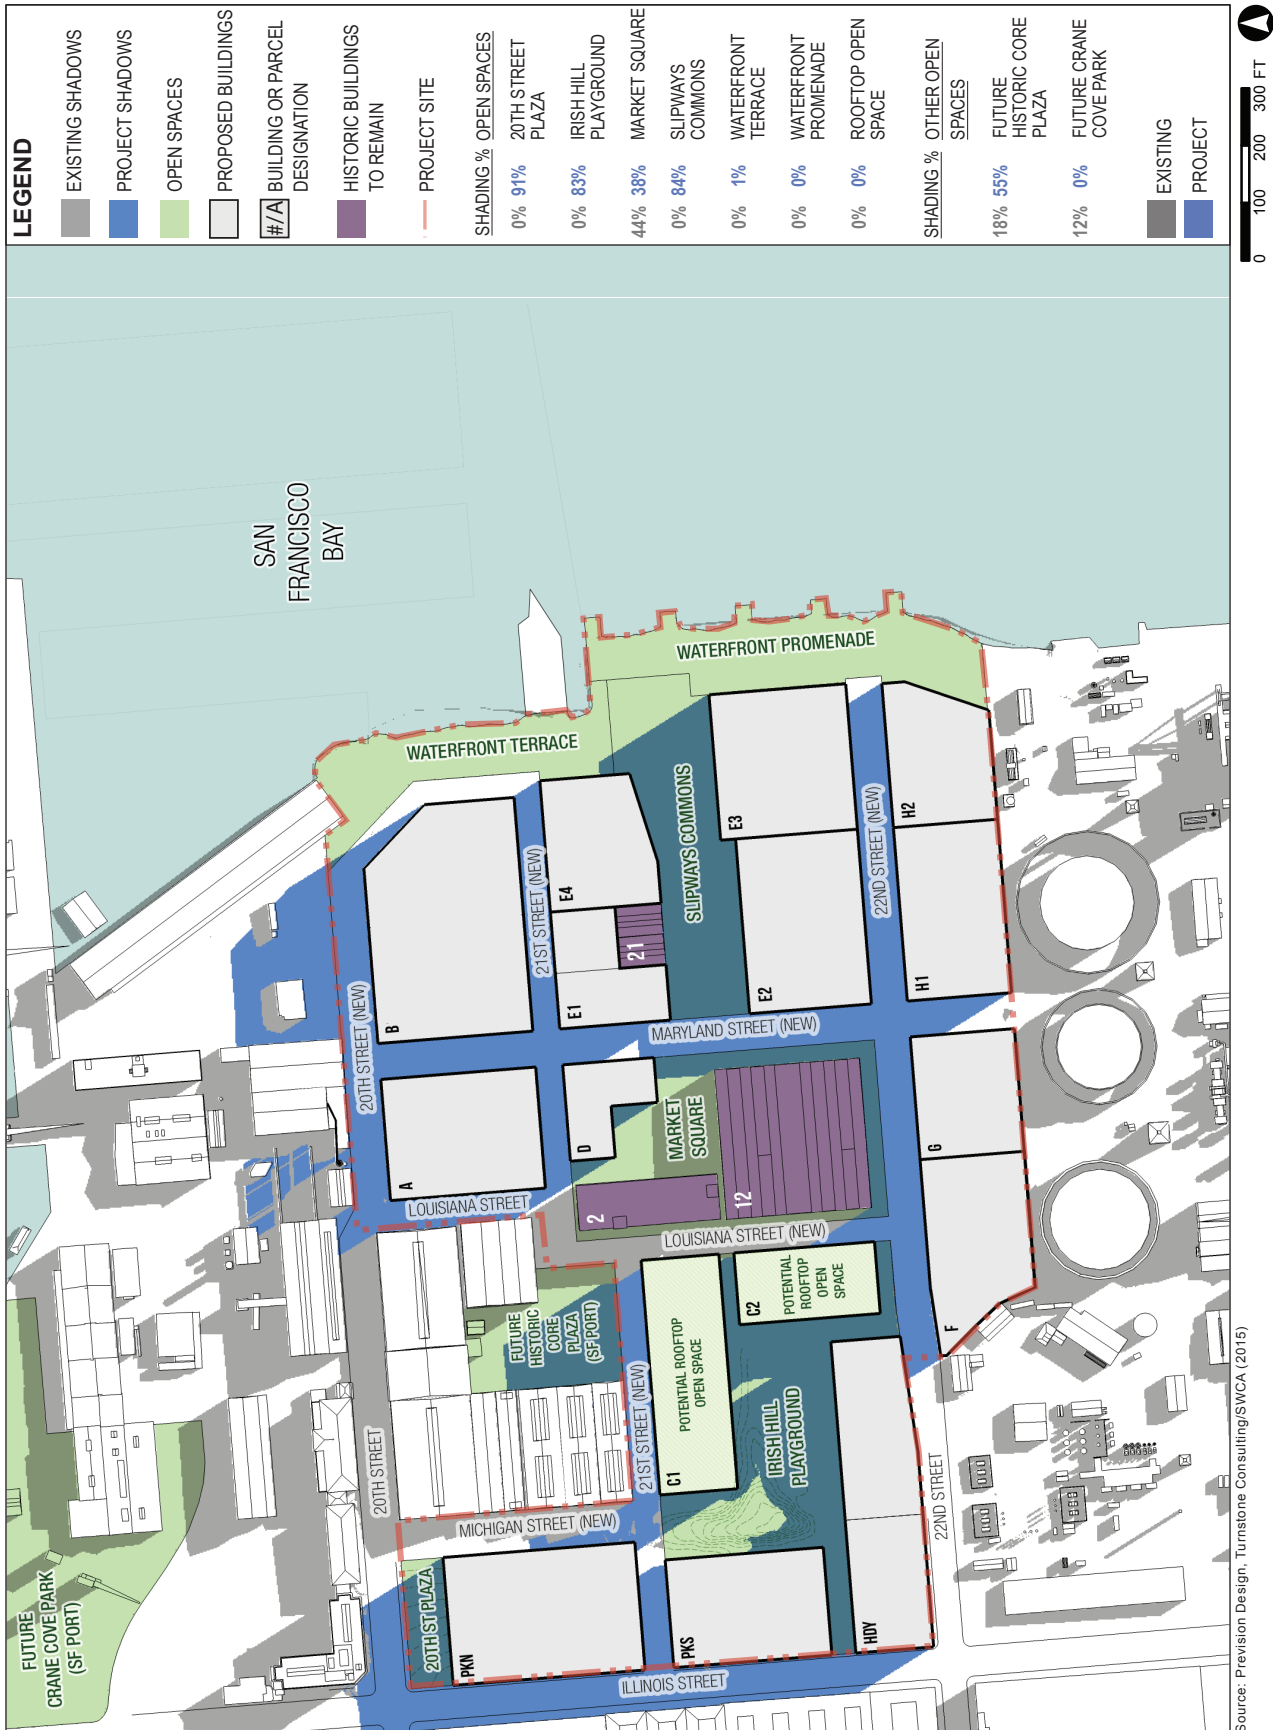 LEGEND
EXISTING SHADOWS
PROJECT SHADOWS
OPEN SPACES
PROPOSED BUILDINGS
#/A
BUILDING OR PARCEL
DESIGNATION
HISTORIC BUILDINGS
TO REMAIN
PROJECT SITE
SHADING % OPEN SPACES
0% 91% 20TH STREET
PLAZA
0% 83% IRISH HILL
PLAYGROUND
44% 38% MARKET SQUARE
0% 84% SLIPWAYS
COMMONS
0% 1% WATERFRONT
TERRACE
0% 0% WATERFRONT
PROMENADE
0% 0% ROOFTOP OPEN
SPACE
SHADING % OTHER OPEN
SPACES
18% 55% FUTURE
HISTORIC CORE
PLAZA
12% 0% FUTURE CRANE
COVE PARK
EXISTING
PROJECT
0 100 200 300 FT
SAN
FRANCISCO
BAY
FUTURE
CRANE COVE PARK
(SF PORT)
WATERFRONT TERRACE
WATERFRONT PROMENADE
20TH STREET
20TH STREET (NEW)
20TH ST PLAZA
PKN
MICHIGAN STREET (NEW)
FUTURE
HISTORIC
CORE
PLAZA
(SF PORT)
LOUISIANA STREET
A
B
21ST STREET (NEW)
21ST STREET (NEW)
ILLINOIS STREET
PKS
C1
POTENTIAL ROOFTOP
OPEN SPACE
C2
POTENTIAL
ROOFTOP
OPEN
SPACE
IRISH HILL
PLAYGROUND
LOUISIANA STREET (NEW)
2
D
MARKET
SQUARE
12
MARYLAND STREET (NEW)
E1
21
E4
SLIPWAYS COMMONS
E2
E3
HDY
22ND STREET
22ND STREET (NEW)
F
G
H1
H2
Source: Prevision Design, Turnstone Consulting/SWCA (2015)